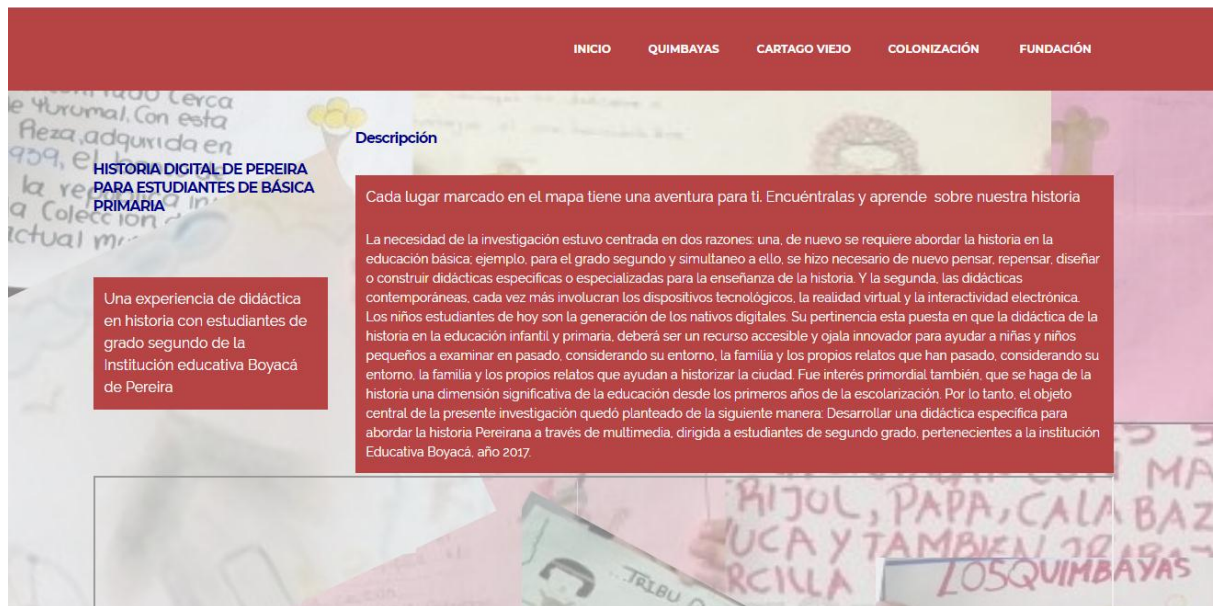 INICIO QUIMBAYAS CARTAGO VIEJO COLONIZACIÓN FUNDACIÓN
Cerca
Con esta
adquirida en
HISTORIA DIGITAL DE PEREIRA
PARA ESTUDIANTES DE BÁSICA
PRIMARIA
Una experiencia de didáctica
en historia con estudiantes de
grado segundo de la
Institución educativa Boyacá
de Pereira
Descripción
Cada lugar marcado en el mapa tiene una aventura para ti. Encuéntralas y aprende sobre nuestra historia
La necesidad de la investigación estuvo centrada en dos razones: una, de nuevo se requiere abordar la historia en la
educación básica; ejemplo, para el grado segundo y simultaneo a ello, se hizo necesario de nuevo pensar, repensar, diseñar
o construir didácticas especificas o especializadas para la enseñanza de la historia. Y la segunda, las didácticas
contemporáneas, cada vez más involucran los dispositivos tecnológicos, la realidad virtual y la interactividad electrónica.
Los niños estudiantes de hoy son la generación de los nativos digitales. Su pertinencia esta puesta en que la didáctica de la
historia en la educación infantil y primaria, deberá ser un recurso accesible y ojala innovador para ayudar a niñas y niños
pequeños a examinar en pasado, considerando su entorno, la familia y los propios relatos que han pasado, considerando su
entorno, la familia y los propios relatos que ayudan a historizar la ciudad. Fue interés primordial también, que se haga de la
historia una dimensión significativa de la educación desde los primeros años de la escolarización. Por lo tanto, el objeto
central de la presente investigación quedó planteado de la siguiente manera: Desarrollar una didáctica específica para
abordar la historia Pereirana a través de multimedia, dirigida a estudiantes de segundo grado, pertenecientes a la institución
Educativa Boyacá, año 2017.
PAPA,
Y TAMBIEN
TRIBU
LOS QUIMBAYAS